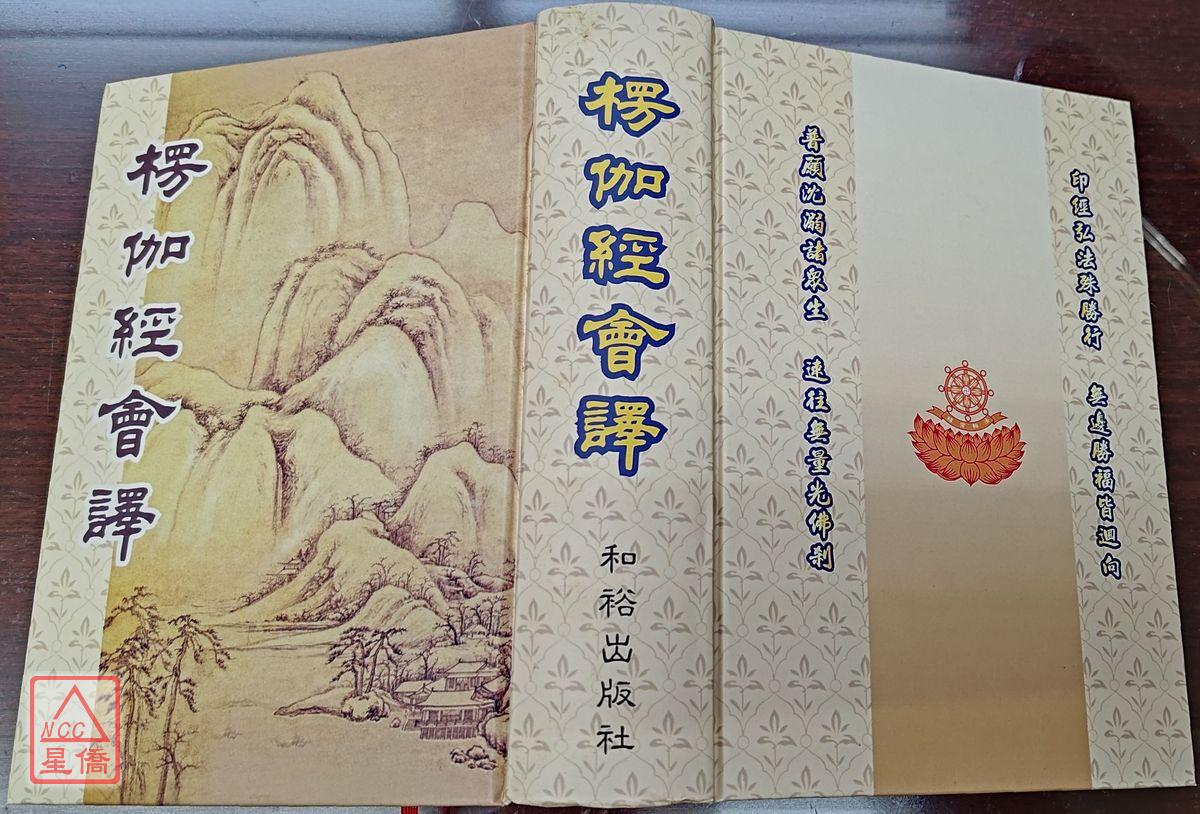 楞伽經會譯
楞伽經會譯
和裕出版社
印經弘法殊勝行 無邊勝福皆迴向
普願沈溺諸眾生 速往無量光佛剎
NCC
星僑